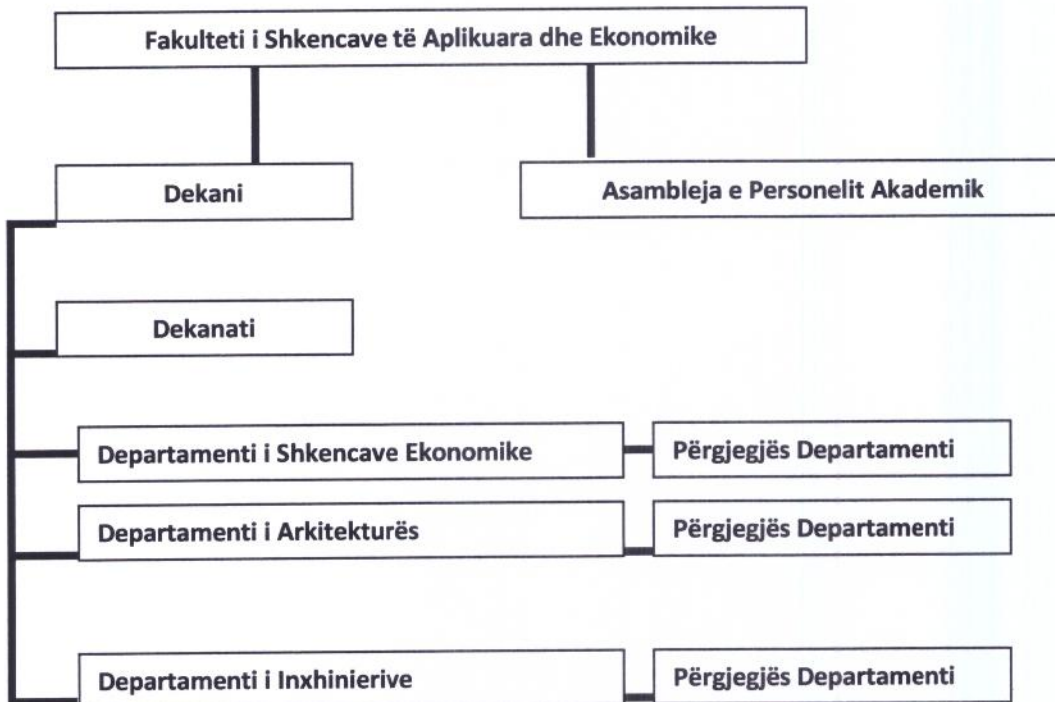 Fakulteti i Shkencave të Aplikuara dhe Ekonomike
Dekani
Asambleja e Personelit Akademik
Dekanati
Departamenti i Shkencave Ekonomike
Përgjegjës Departamenti
Departamenti i Arkitekturës
Përgjegjës Departamenti
Departamenti i Inxhinierive
Përgjegjës Departamenti